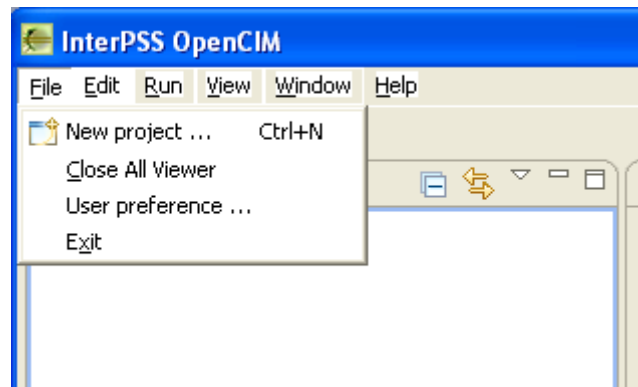 InterPSS OpenCIM
File Edit Run View Window Help
New project ... Ctrl+N
Close All Viewer
User preference ...
Exit